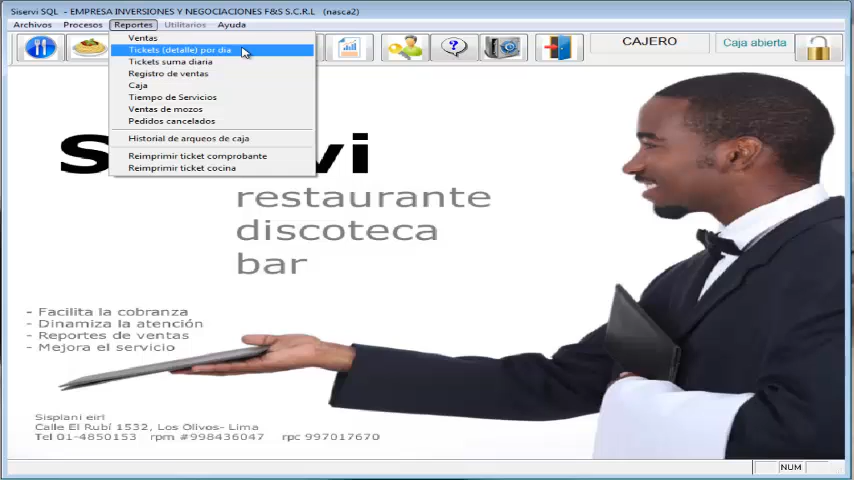 Siservi SQL - EMPRESA INVERSIONES Y NEGOCIACIONES F&S S.C.R.L (nasca2)
Archivos Procesos Reportes Utilitarios Ayuda
CAJERO
Caja abierta
Ventas
Tickets (detalle) por dia
Tickets suma diaria
Registro de ventas
Caja
Tiempo de Servicios
Ventas de mozos
Pedidos cancelados
Historial de arqueos de caja
Reimprimir ticket comprobante
Reimprimir ticket cocina
restaurante
discoteca
bar
- Facilita la cobranza
- Dinamiza la atención
- Reportes de ventas
- Mejora el servicio
Sisplani eirl
Calle El Rubí 1532, Los Olivos- Lima
Tel 01-4850153 rpm #998436047 rpc 997017670
NUM